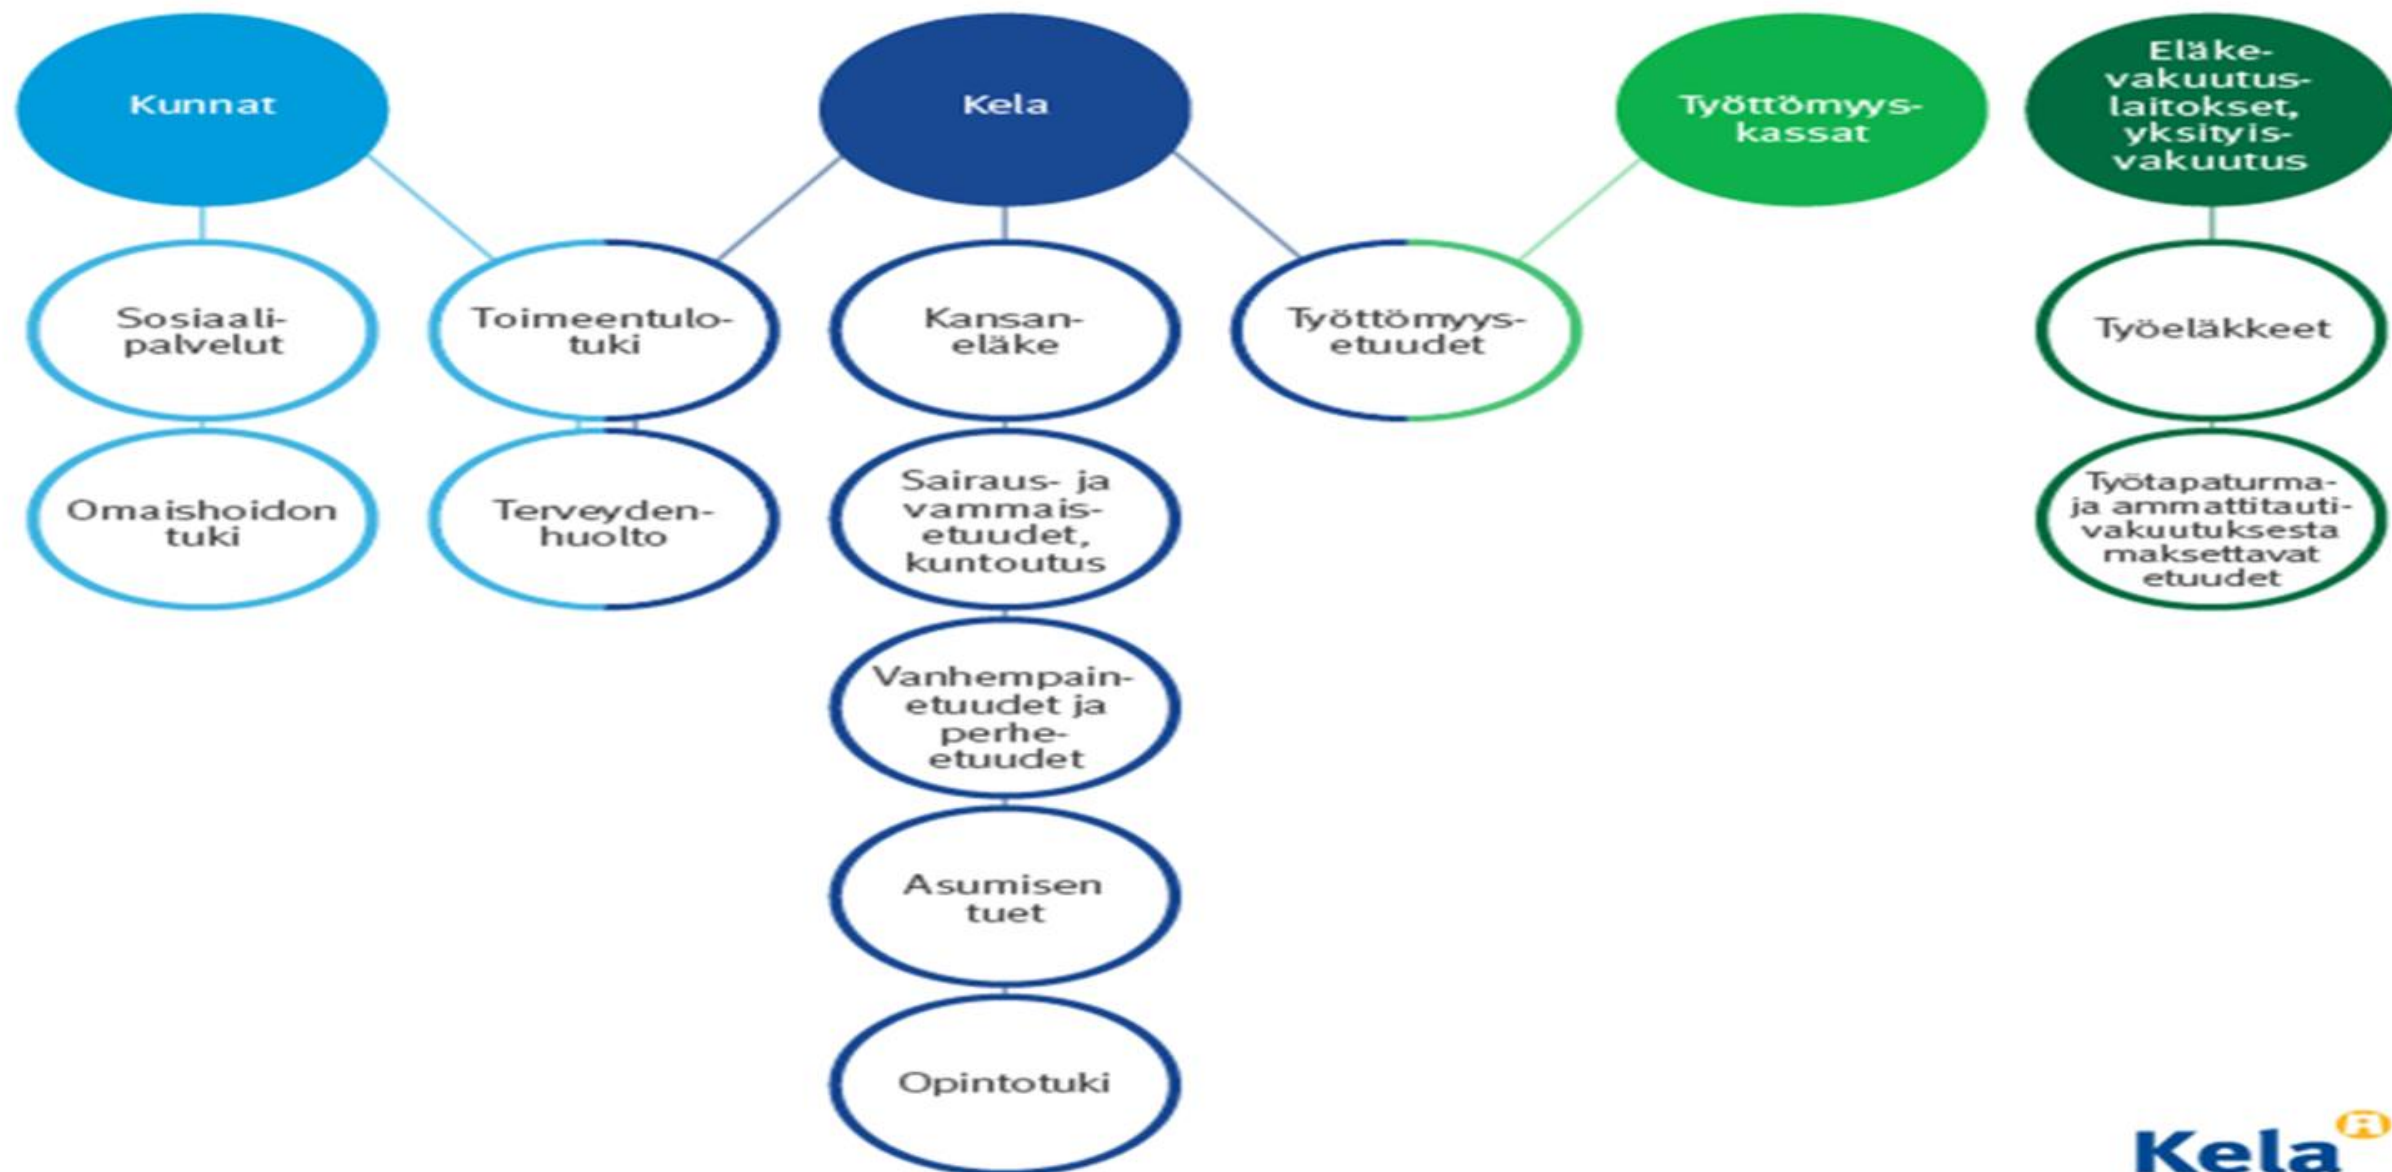 Kunnat
Kela
Työttömyys-
kassat
Eläke-
vakuutus-
laitokset,
yksityis-
vakuutus
Sosiaali-
palvelut
Toimeentulo-
tuki
Kansan-
eläke
Työttömyys-
etuudet
Työeläkkeet
Omaishoidon
tuki
Terveyden-
huolto
Sairaus- ja
vammais-
etuudet,
kuntoutus
Työtapaturma-
ja ammattitauti-
vakuutuksesta
maksettavat
etuudet
Vanhempain-
etuudet ja
perhe-
etuudet
Asumisen
tuet
Opintotuki
Kela